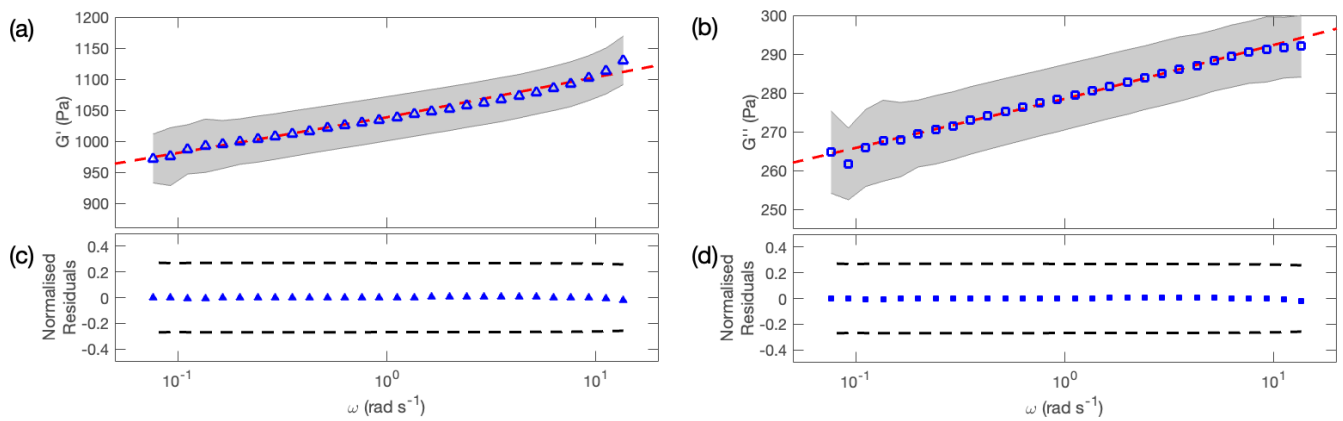 (a)
1200
1150
1100
1050
1000
950
900
G' (Pa)
(b)
300
290
280
270
260
250
G'' (Pa)
(c)
0.4
0.2
0
-0.2
-0.4
Normalised
Residuals
10⁻¹ 10⁰ 10¹
ω (rad s⁻¹)
(d)
0.4
0.2
0
-0.2
-0.4
Normalised
Residuals
10⁻¹ 10⁰ 10¹
ω (rad s⁻¹)